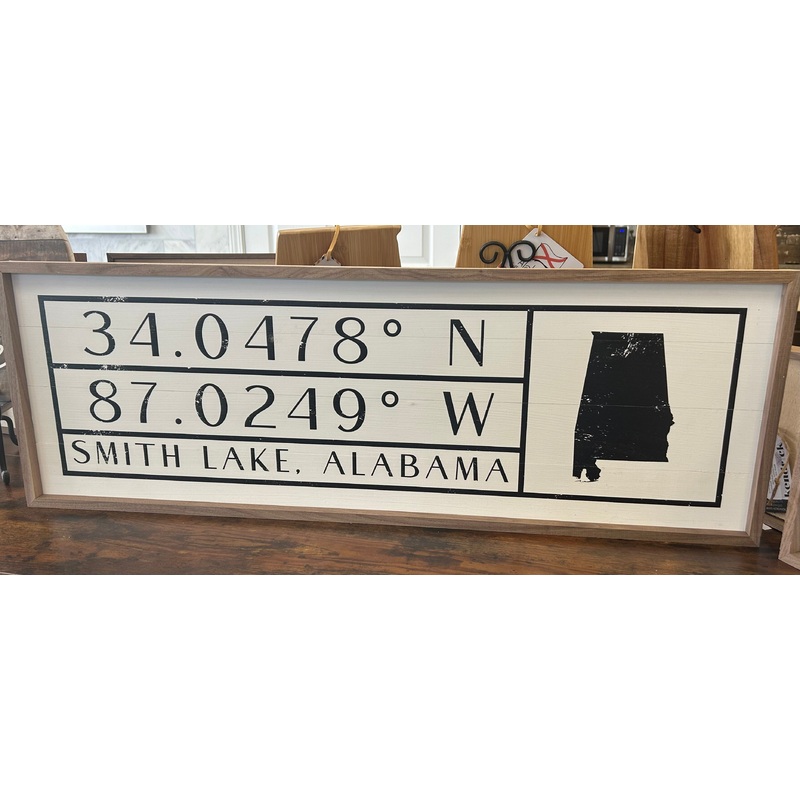 34.0478° N
87.0249° W
SMITH LAKE, ALABAMA